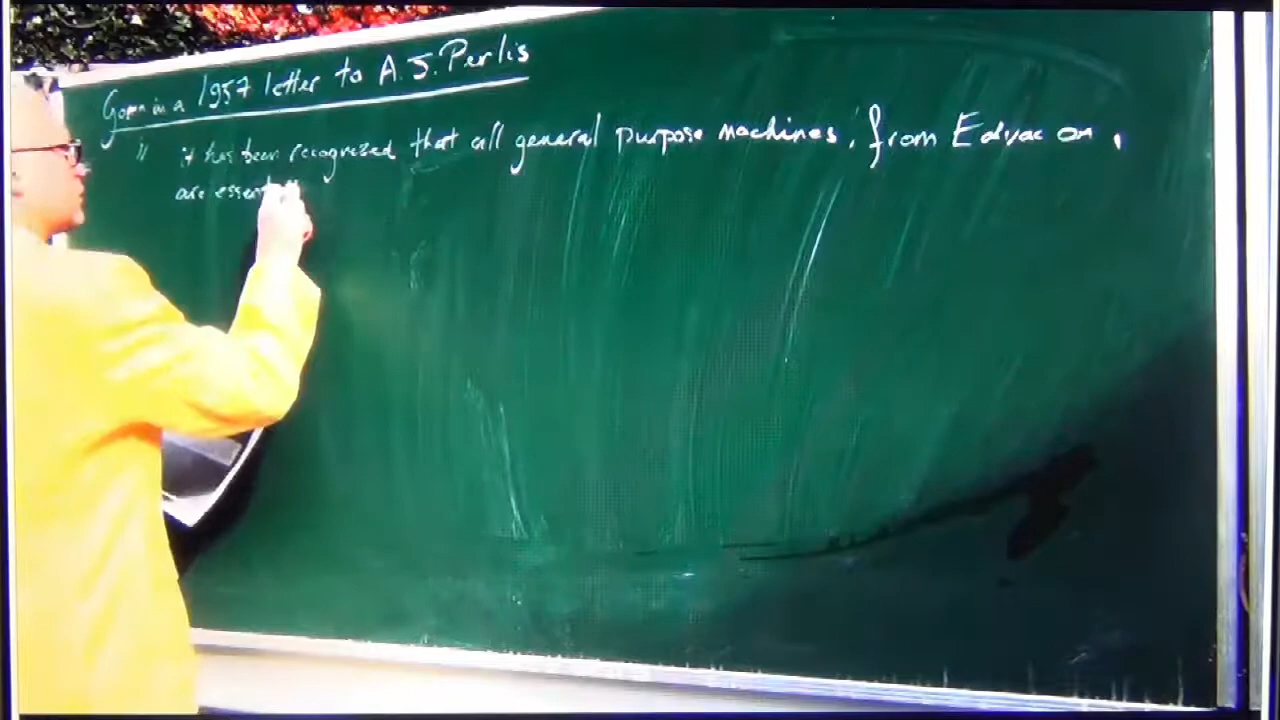 Gorn in a 1957 letter to A.J. Perlis
" it has been recognized that all general purpose machines, from Edvac on,
are essent